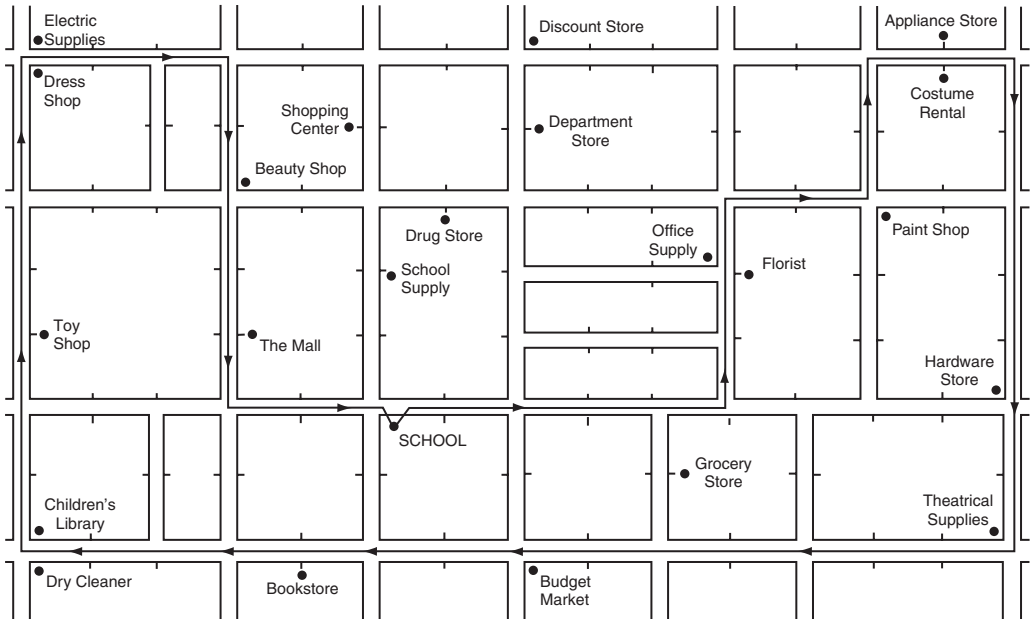 Electric
Supplies
Discount Store
Appliance Store
Dress
Shop
Shopping
Center
Department
Store
Costume
Rental
Beauty Shop
Drug Store
Office
Supply
Paint Shop
School
Supply
Florist
Toy
Shop
The Mall
Hardware
Store
SCHOOL
Grocery
Store
Children's
Library
Theatrical
Supplies
Dry Cleaner
Bookstore
Budget
Market